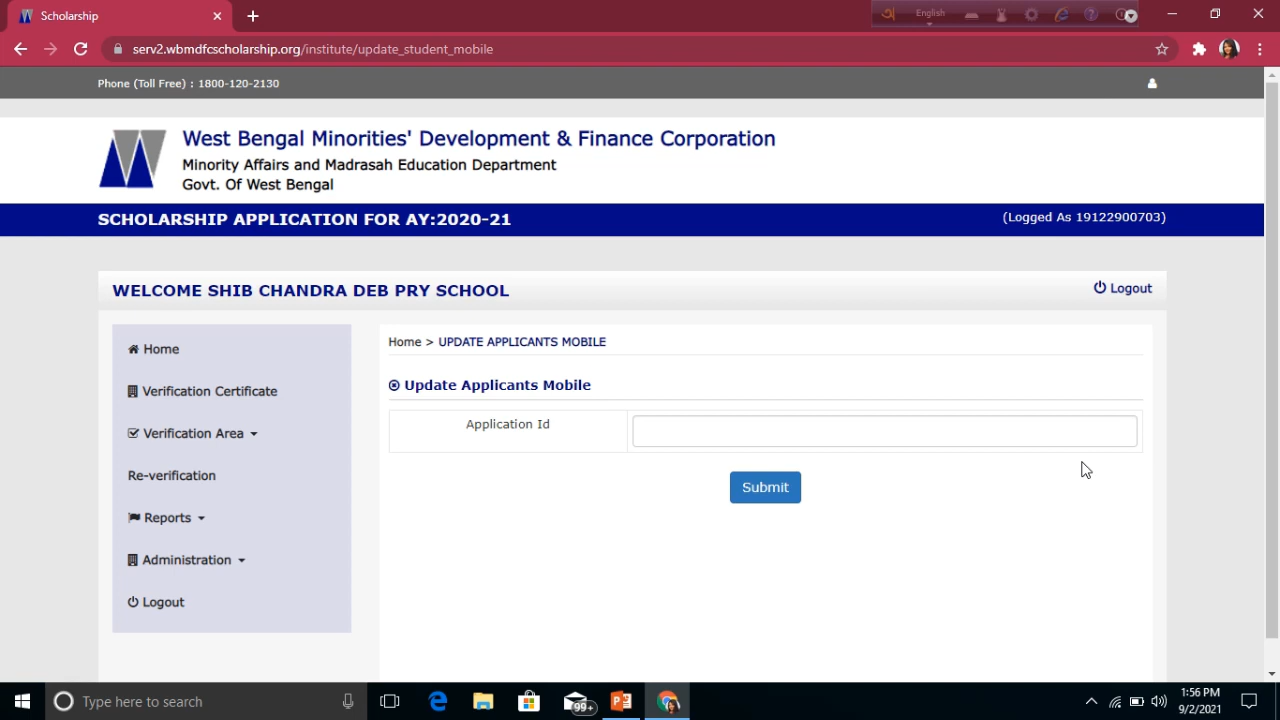 Scholarship
অ English
serv2.wbmdfcscholarship.org/institute/update_student_mobile
Phone (Toll Free) : 1800-120-2130
West Bengal Minorities' Development & Finance Corporation
Minority Affairs and Madrasah Education Department
Govt. Of West Bengal
SCHOLARSHIP APPLICATION FOR AY:2020-21
(Logged As 19122900703)
WELCOME SHIB CHANDRA DEB PRY SCHOOL
Logout
Home
Verification Certificate
Verification Area
Re-verification
Reports
Administration
Logout
Home > UPDATE APPLICANTS MOBILE
Update Applicants Mobile
Application Id
Submit
Type here to search
99+
1:56 PM
9/2/2021